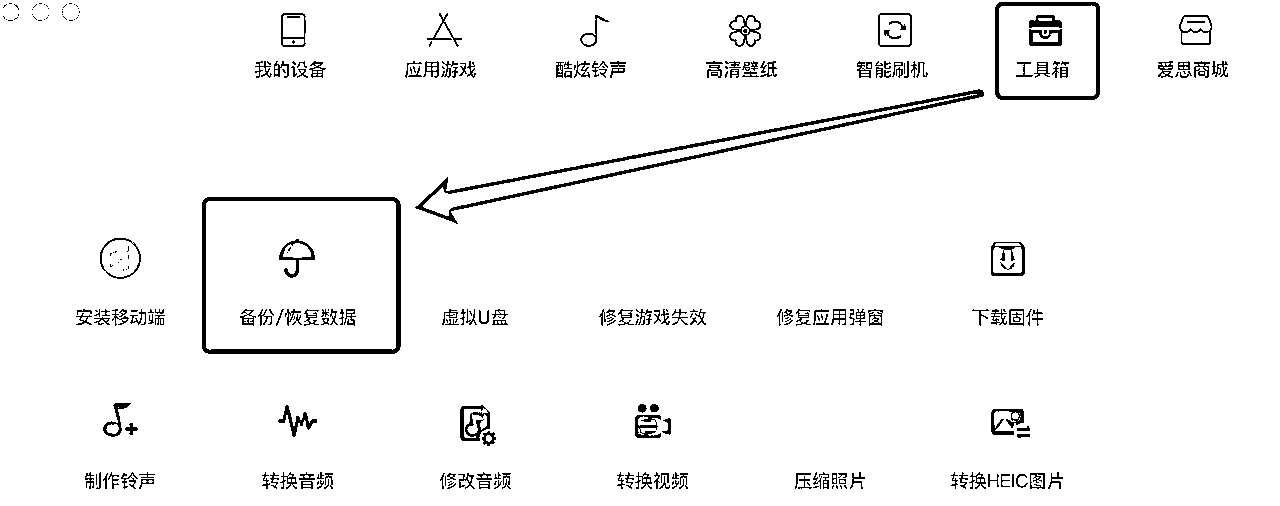 我的设备 应用游戏 酷炫铃声 高清壁纸 智能刷机 工具箱 爱思商城
安装移动端 备份/恢复数据 虚拟U盘 修复游戏失效 修复应用弹窗 下载固件
制作铃声 转换音频 修改音频 转换视频 压缩照片 转换HEIC图片